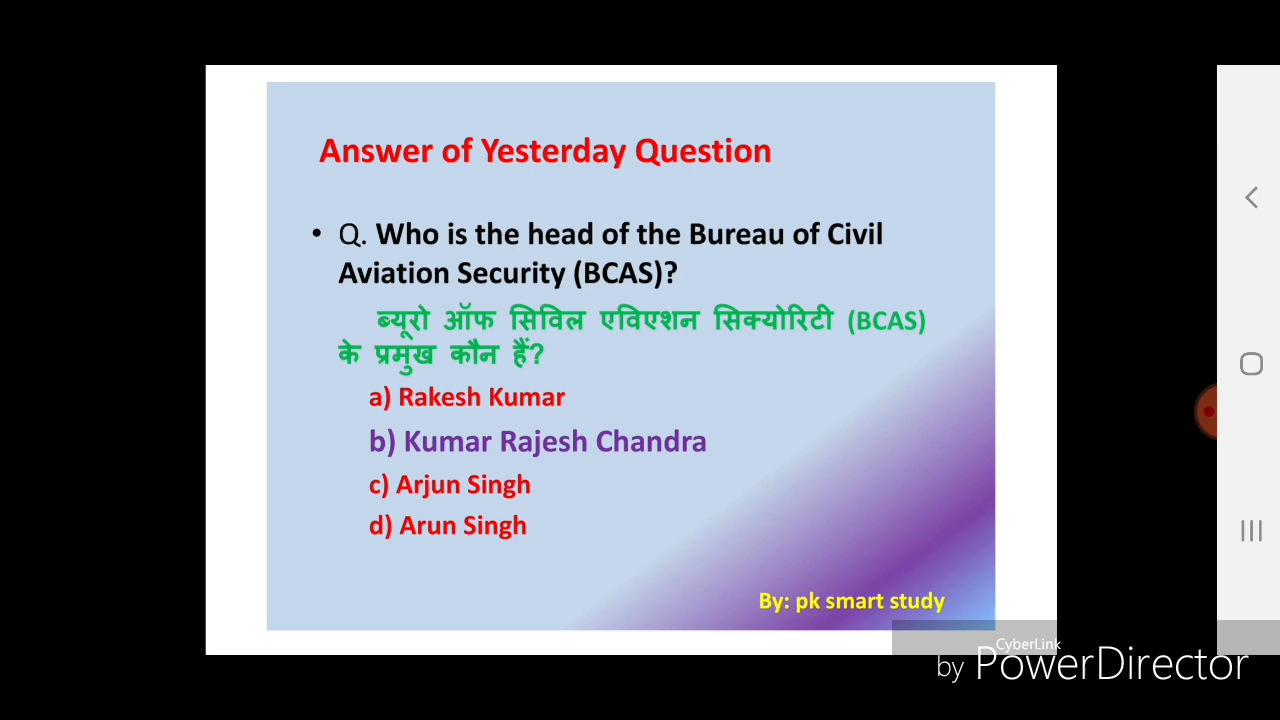 Answer of Yesterday Question
• Q. Who is the head of the Bureau of Civil
Aviation Security (BCAS)?
ब्यूरो ऑफ सिविल एविएशन सिक्योरिटी (BCAS)
के प्रमुख कौन हैं?
a) Rakesh Kumar
b) Kumar Rajesh Chandra
c) Arjun Singh
d) Arun Singh
By: pk smart study
CyberLink
by PowerDirector